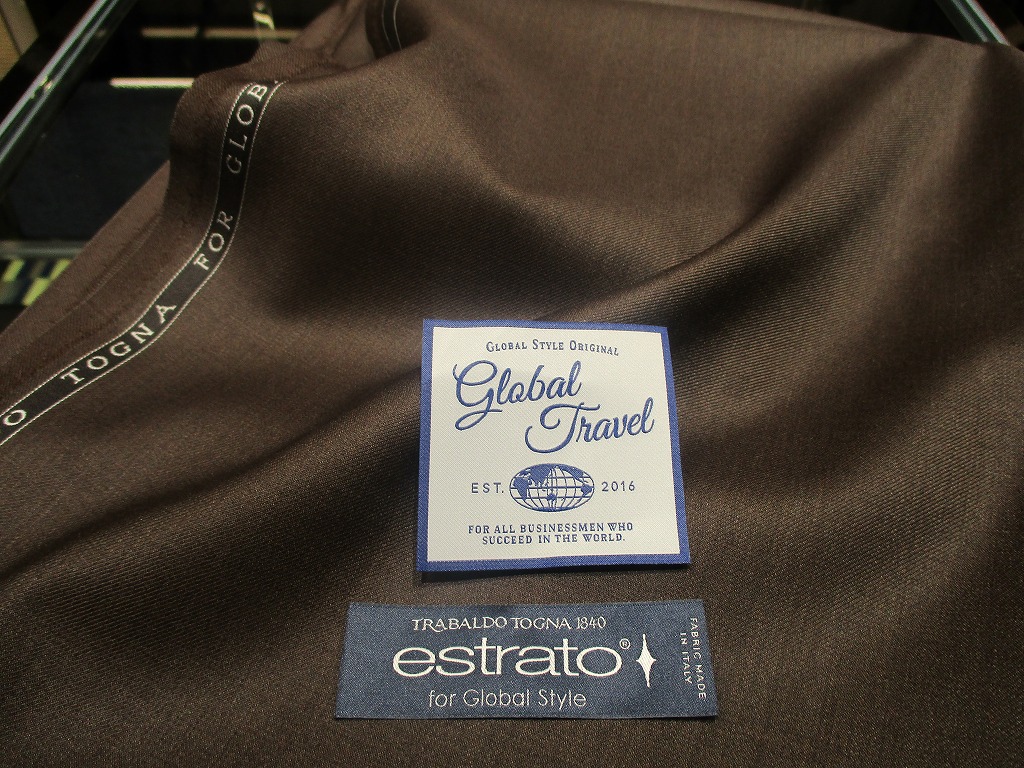 O TOGNA FOR GLOB
GLOBAL STYLE ORIGINAL
Global
Travel
EST. 2016
FOR ALL BUSINESSMEN WHO
SUCCEED IN THE WORLD.
TRABALDO TOGNA 1840
estrato®
for Global Style
FABRIC MADE
IN ITALY